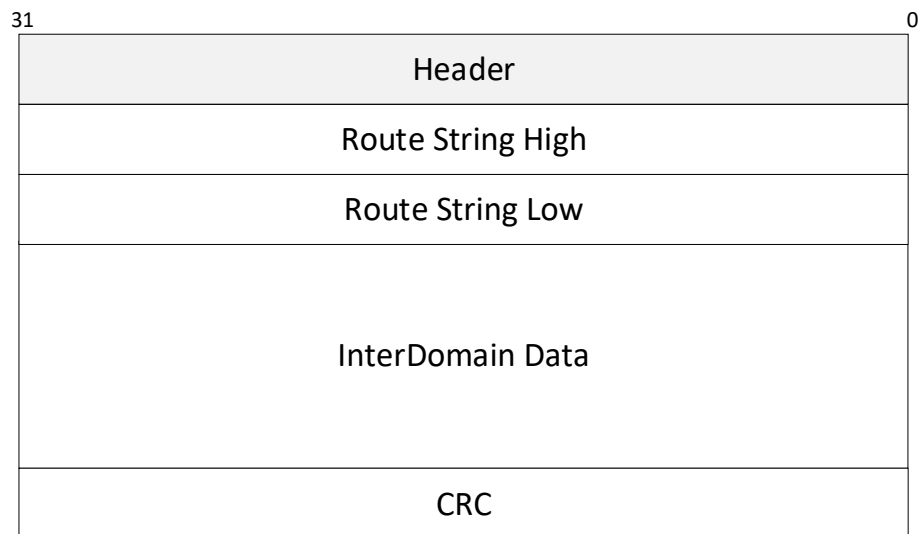 31 0
Header
Route String High
Route String Low
InterDomain Data
CRC